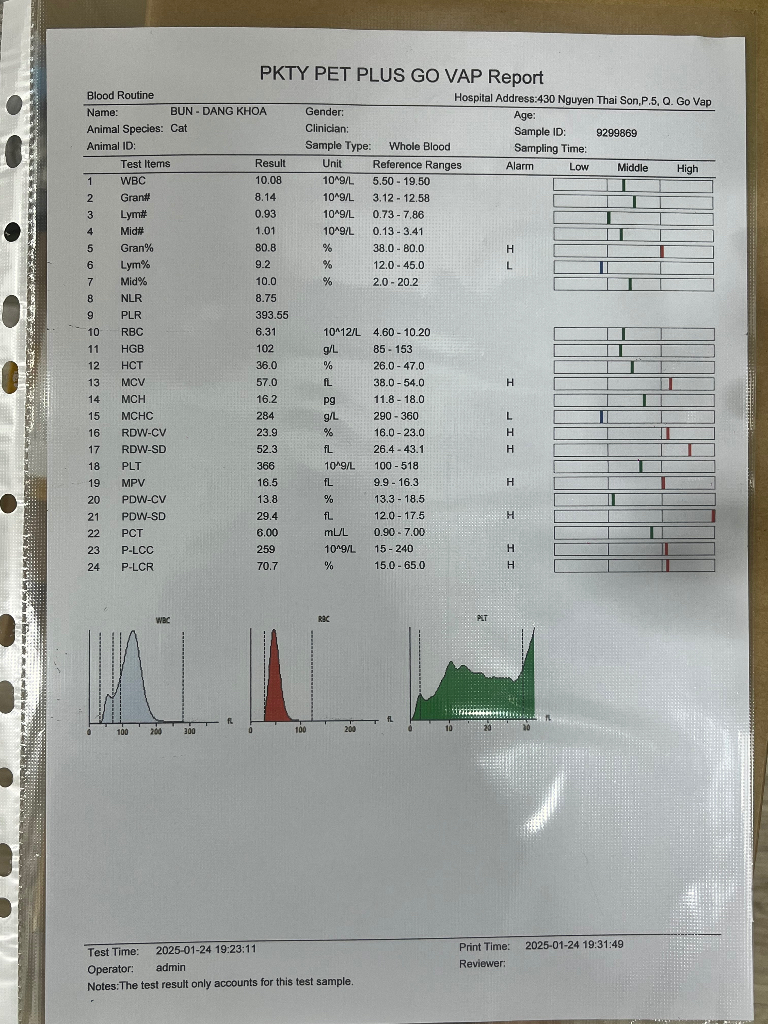 PKTY PET PLUS GO VAP Report
Blood Routine Hospital Address:430 Nguyen Thai Son,P.5, Q. Go Vap
Name: BUN - DANG KHOA Gender: Age:
Animal Species: Cat Clinician: Sample ID: 9299869
Animal ID: Sample Type: Whole Blood Sampling Time:
Test Items Result Unit Reference Ranges Alarm Low Middle High
1 WBC 10.08 10^9/L 5.50 - 19.50
2 Gran# 8.14 10^9/L 3.12 - 12.58
3 Lym# 0.93 10^9/L 0.73 - 7.86
4 Mid# 1.01 10^9/L 0.13 - 3.41
5 Gran% 80.8 % 38.0 - 80.0 H
6 Lym% 9.2 % 12.0 - 45.0 L
7 Mid% 10.0 % 2.0 - 20.2
8 NLR 8.75
9 PLR 393.55
10 RBC 6.31 10^12/L 4.60 - 10.20
11 HGB 102 g/L 85 - 153
12 HCT 36.0 % 26.0 - 47.0
13 MCV 57.0 fL 38.0 - 54.0 H
14 MCH 16.2 pg 11.8 - 18.0
15 MCHC 284 g/L 290 - 360 L
16 RDW-CV 23.9 % 16.0 - 23.0 H
17 RDW-SD 52.3 fL 26.4 - 43.1 H
18 PLT 366 10^9/L 100 - 518
19 MPV 16.5 fL 9.9 - 16.3 H
20 PDW-CV 13.8 % 13.3 - 18.5
21 PDW-SD 29.4 fL 12.0 - 17.5 H
22 PCT 6.00 mL/L 0.90 - 7.00
23 P-LCC 259 10^9/L 15 - 240 H
24 P-LCR 70.7 % 15.0 - 65.0 H
WBC RBC PLT
0 100 200 300 fL 0 100 200 fL 0 10 20 30 fL
Test Time: 2025-01-24 19:23:11 Print Time: 2025-01-24 19:31:49
Operator: admin Reviewer:
Notes:The test result only accounts for this test sample.